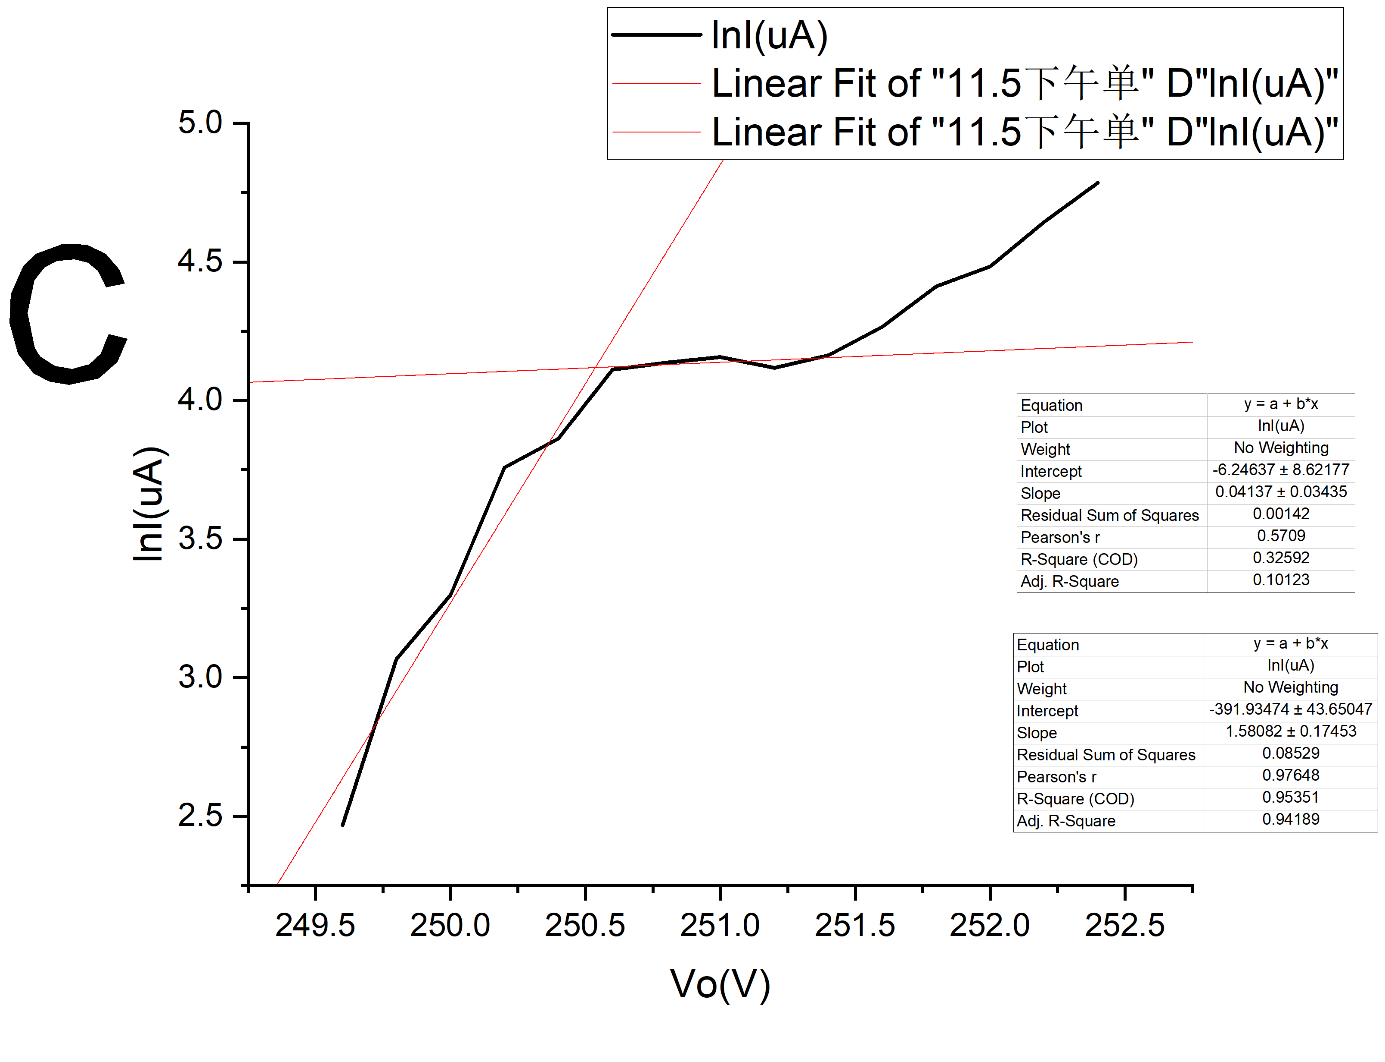 lnI(uA)
Linear Fit of "11.5下午单" D"lnI(uA)"
Linear Fit of "11.5下午单" D"lnI(uA)"
C
5.0
4.5
4.0
3.5
3.0
2.5
lnI(uA)
249.5 250.0 250.5 251.0 251.5 252.0 252.5
Vo(V)
Equation y = a + b*x
Plot lnI(uA)
Weight No Weighting
Intercept -6.24637 ± 8.62177
Slope 0.04137 ± 0.03435
Residual Sum of Squares 0.00142
Pearson's r 0.5709
R-Square (COD) 0.32592
Adj. R-Square 0.10123
Equation y = a + b*x
Plot lnI(uA)
Weight No Weighting
Intercept -391.93474 ± 43.65047
Slope 1.58082 ± 0.17453
Residual Sum of Squares 0.08529
Pearson's r 0.97648
R-Square (COD) 0.95351
Adj. R-Square 0.94189